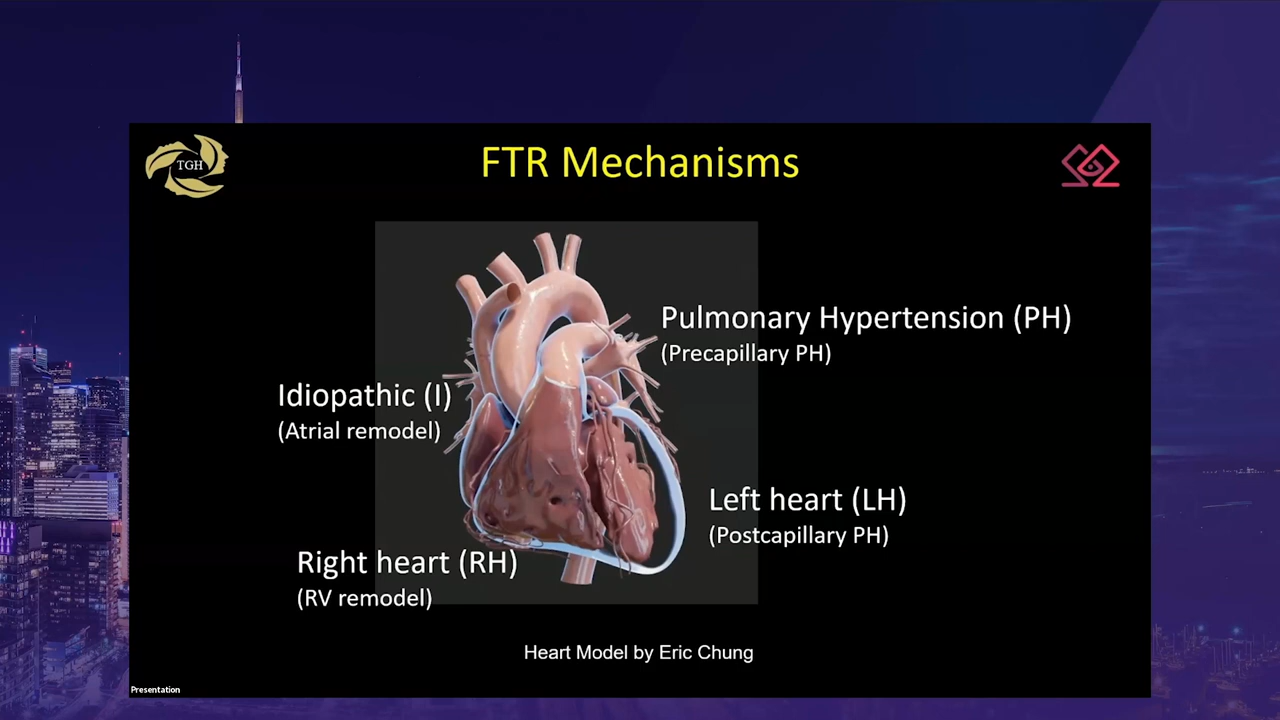 TGH
FTR Mechanisms
Pulmonary Hypertension (PH)
(Precapillary PH)
Idiopathic (I)
(Atrial remodel)
Left heart (LH)
(Postcapillary PH)
Right heart (RH)
(RV remodel)
Heart Model by Eric Chung
Presentation